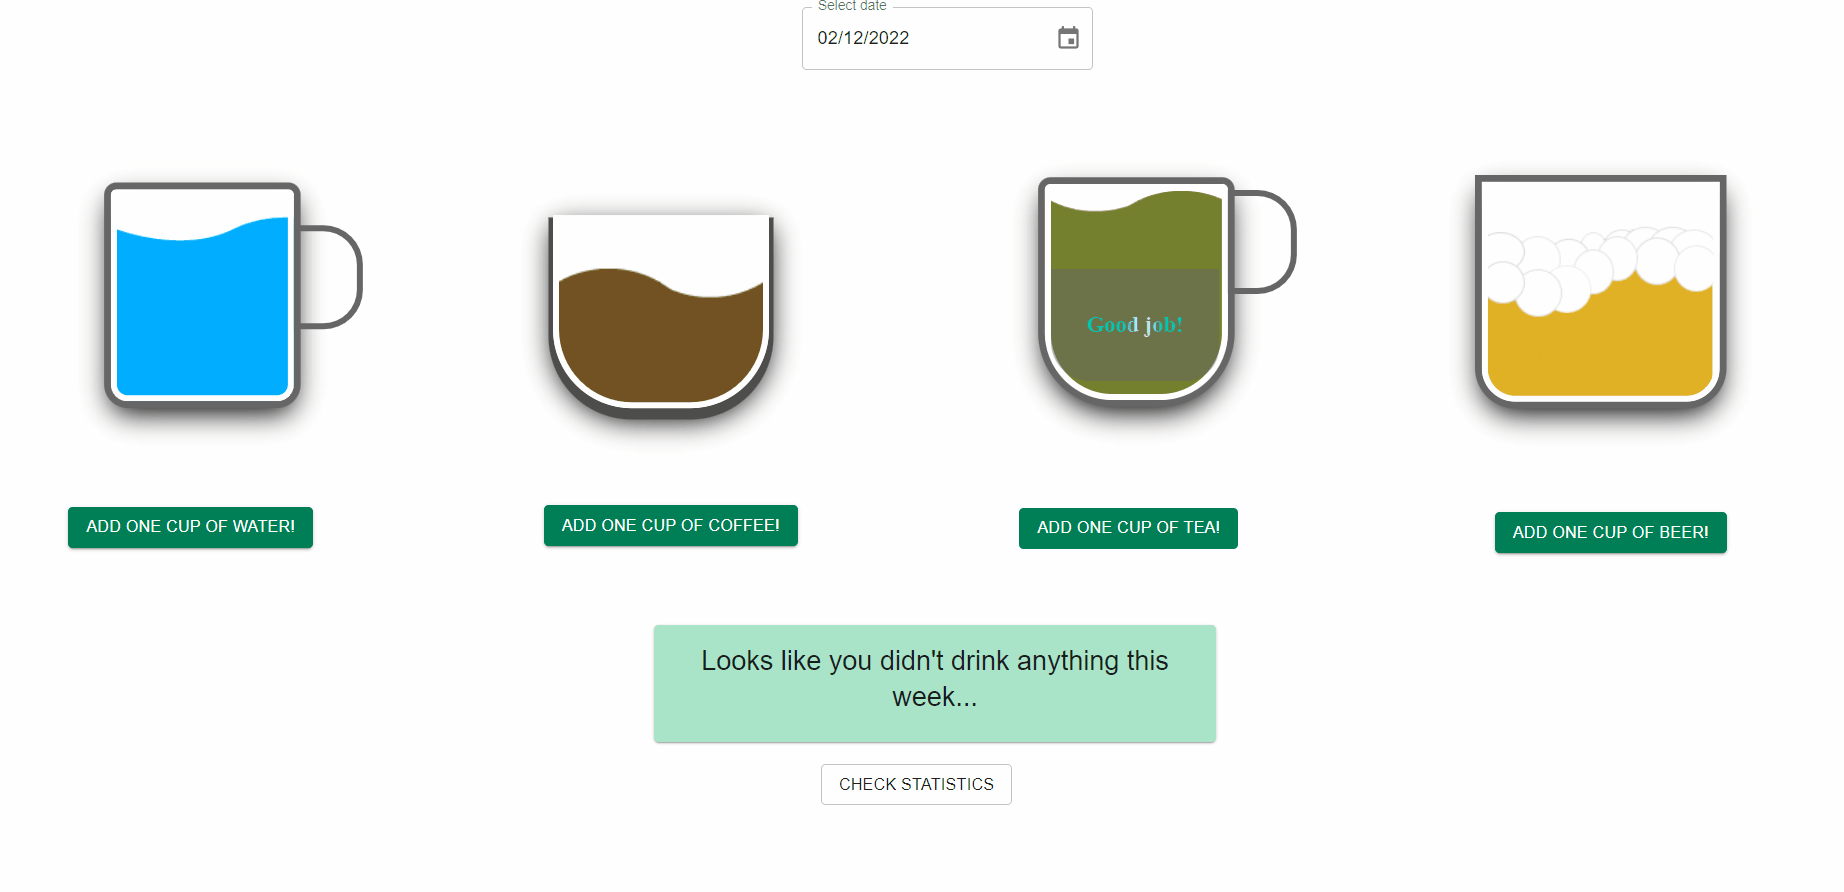 Select date
02/12/2022
Good job!
ADD ONE CUP OF WATER!
ADD ONE CUP OF COFFEE!
ADD ONE CUP OF TEA!
ADD ONE CUP OF BEER!
Looks like you didn't drink anything this
week...
CHECK STATISTICS